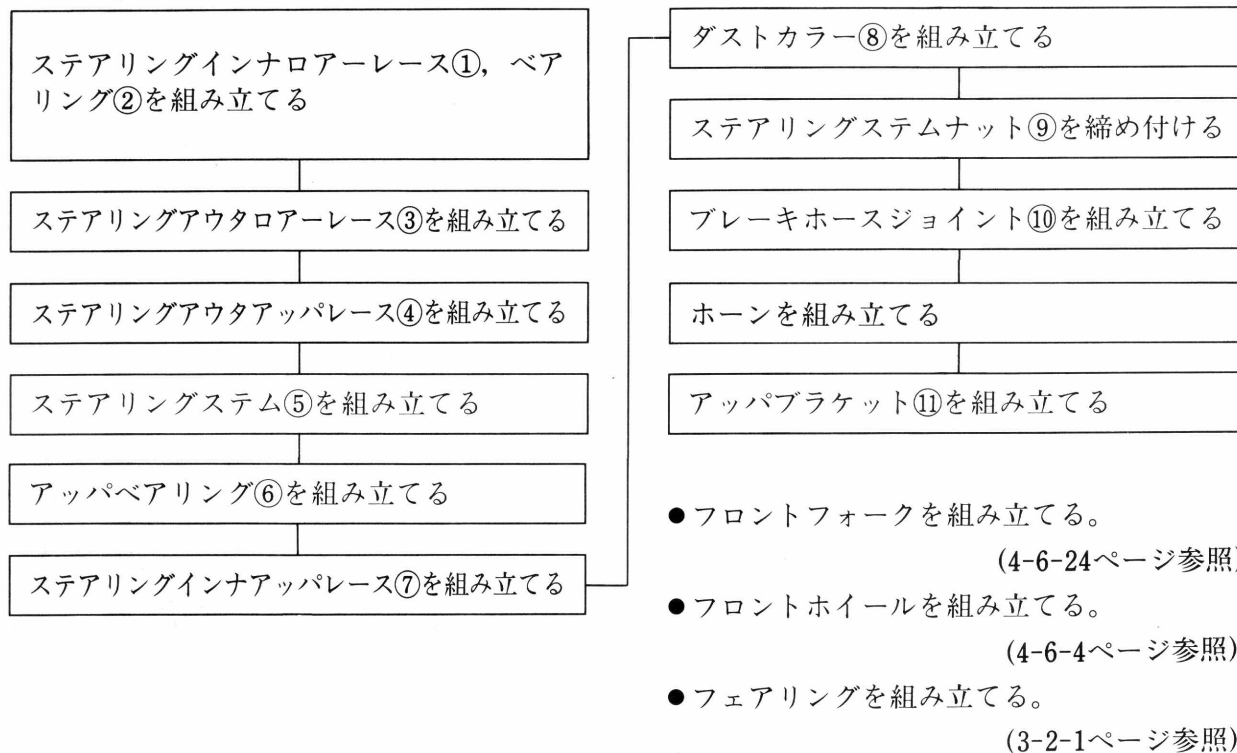 ステアリングインナロアーレース①, ベア
リング②を組み立てる
ステアリングアウタロアーレース③を組み立てる
ステアリングアウタアッパレース④を組み立てる
ステアリングステム⑤を組み立てる
アッパベアリング⑥を組み立てる
ステアリングインナアッパレース⑦を組み立てる
ダストカラー⑧を組み立てる
ステアリングステムナット⑨を締め付ける
ブレーキホースジョイント⑩を組み立てる
ホーンを組み立てる
アッパブラケット⑪を組み立てる
●フロントフォークを組み立てる。
(4-6-24ページ参照)
●フロントホイールを組み立てる。
(4-6-4ページ参照)
●フェアリングを組み立てる。
(3-2-1ページ参照)